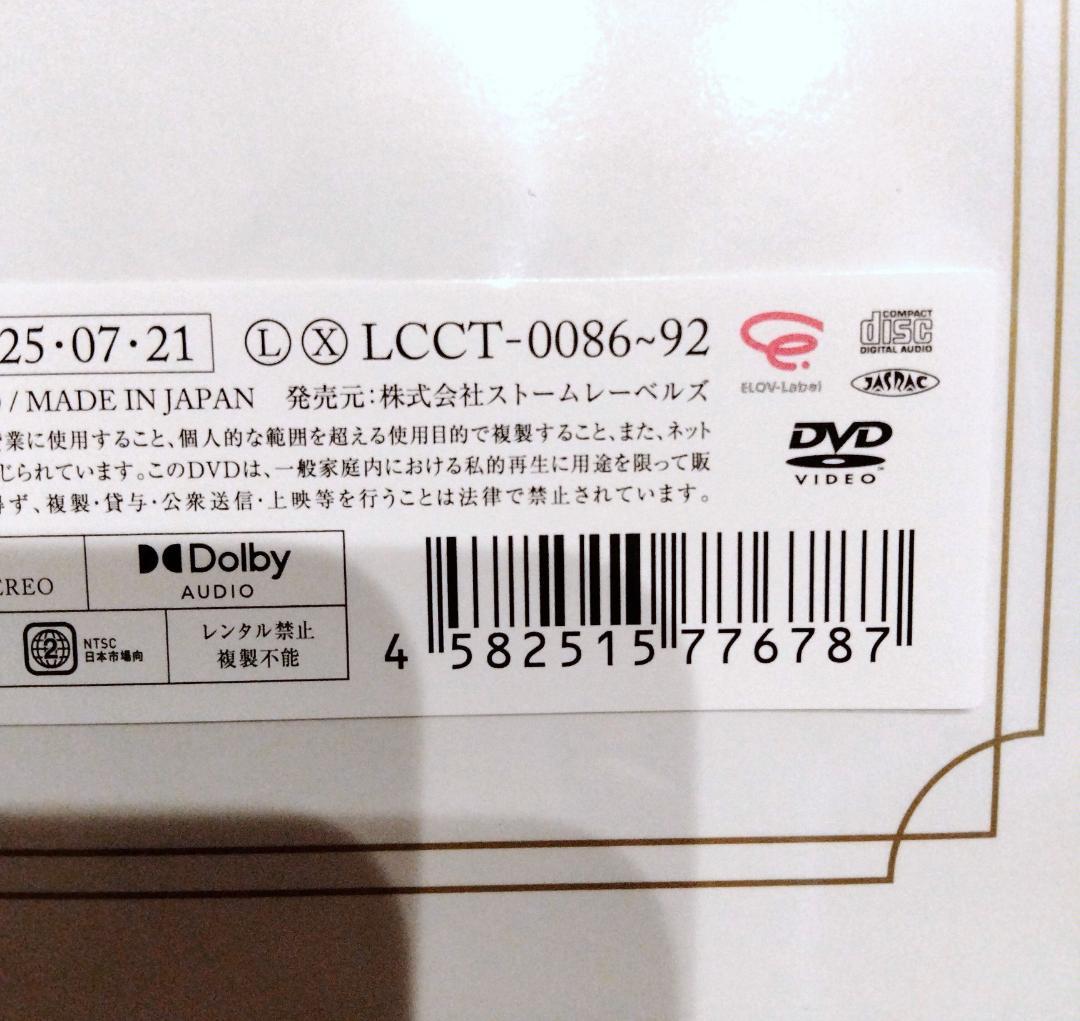 25・07・21 Ⓛ Ⓧ LCCT-0086~92
/ MADE IN JAPAN 発売元:株式会社ストームレーベルズ
業に使用すること、個人的な範囲を超える使用目的で複製すること、また、ネット
じられています。このDVDは、一般家庭内における私的再生に用途を限って販
ず、複製・貸与・公衆送信・上映等を行うことは法律で禁止されています。
ELOV-Label
COMPACT
disc
DIGITAL AUDIO
JASRAC
DVD
VIDEO
EREO
Dolby
AUDIO
2
NTSC
日本市場向
レンタル禁止
複製不能
4 582515 776787